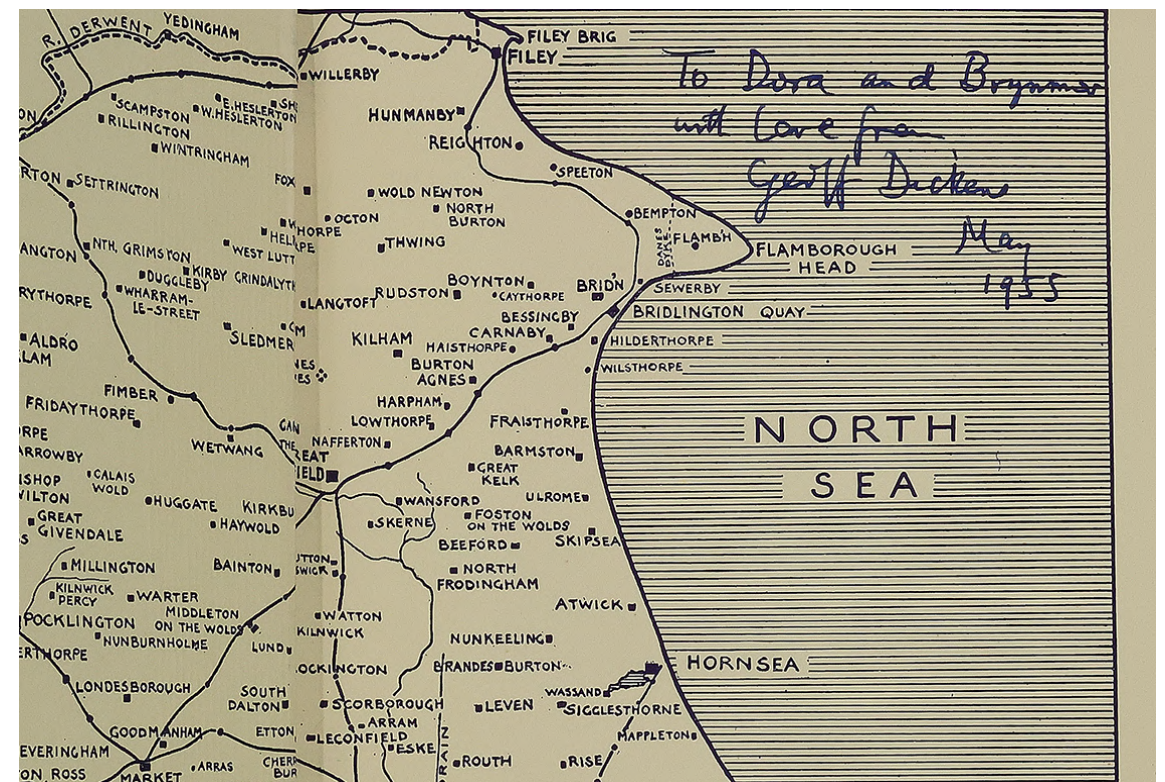 R. DERWENT
YEDINGHAM
FILEY BRIG
FILEY
To Dora and Brynmor
with love from
Geoff Dickens
May
1955
WILLERBY
SCAMPSTON
E. HESLERTON
W. HESLERTON
RILLINGTON
WINTRINGHAM
HUNMANBY
REIGHTON
SPEETON
SETTRINGTON
FOX
WOLD NEWTON
NORTH
BURTON
OCTON
THWING
BEMPTON
DANES
DYKE
FLAMB'H
FLAMBOROUGH
HEAD
NTH. GRIMSTON
WEST LUTT
DUGGLEBY
KIRBY GRINDALYTH
WHARRAM-
LE-STREET
LANGTOFT
RUDSTON
BOYNTON
CAYTHORPE
BRID'N
SEWERBY
BESSINGBY
BRIDLINGTON QUAY
CARNABY
HAISTHORPE
HILDERTHORPE
WILSTHORPE
ALDRO
SLEDMER
KILHAM
BURTON
AGNES
HARPHAM
LOWTHORPE
FRAISTHORPE
FIMBER
FRIDAYTHORPE
WETWANG
NAFFERTON
BARMSTON
NORTH
SEA
GREAT
KELK
CALAIS
WOLD
HUGGATE
KIRKBU
HAYWOLD
GREAT
GIVENDALE
WANSFORD
ULROME
SKERNE
FOSTON
ON THE WOLDS
SKIPSEA
BEEFORD
MILLINGTON
BAINTON
NORTH
FRODINGHAM
KILNWICK
PERCY
WARTER
MIDDLETON
ON THE WOLDS
ATWICK
WATTON
KILNWICK
POCKLINGTON
NUNBURNHOLME
LUND
NUNKEELING
OCKINGTON
BRANDES BURTON
HORNSEA
LONDESBOROUGH
SOUTH
DALTON
SCORBOROUGH
LEVEN
WASSAND
SIGGLESTHORNE
ARRAM
LECONFIELD
ESKE
MAPPLETON
GOODMANHAM
ETTON
EVERINGHAM
MARKET
ARRAS
CHERR
BUR
ROUTH
RISE